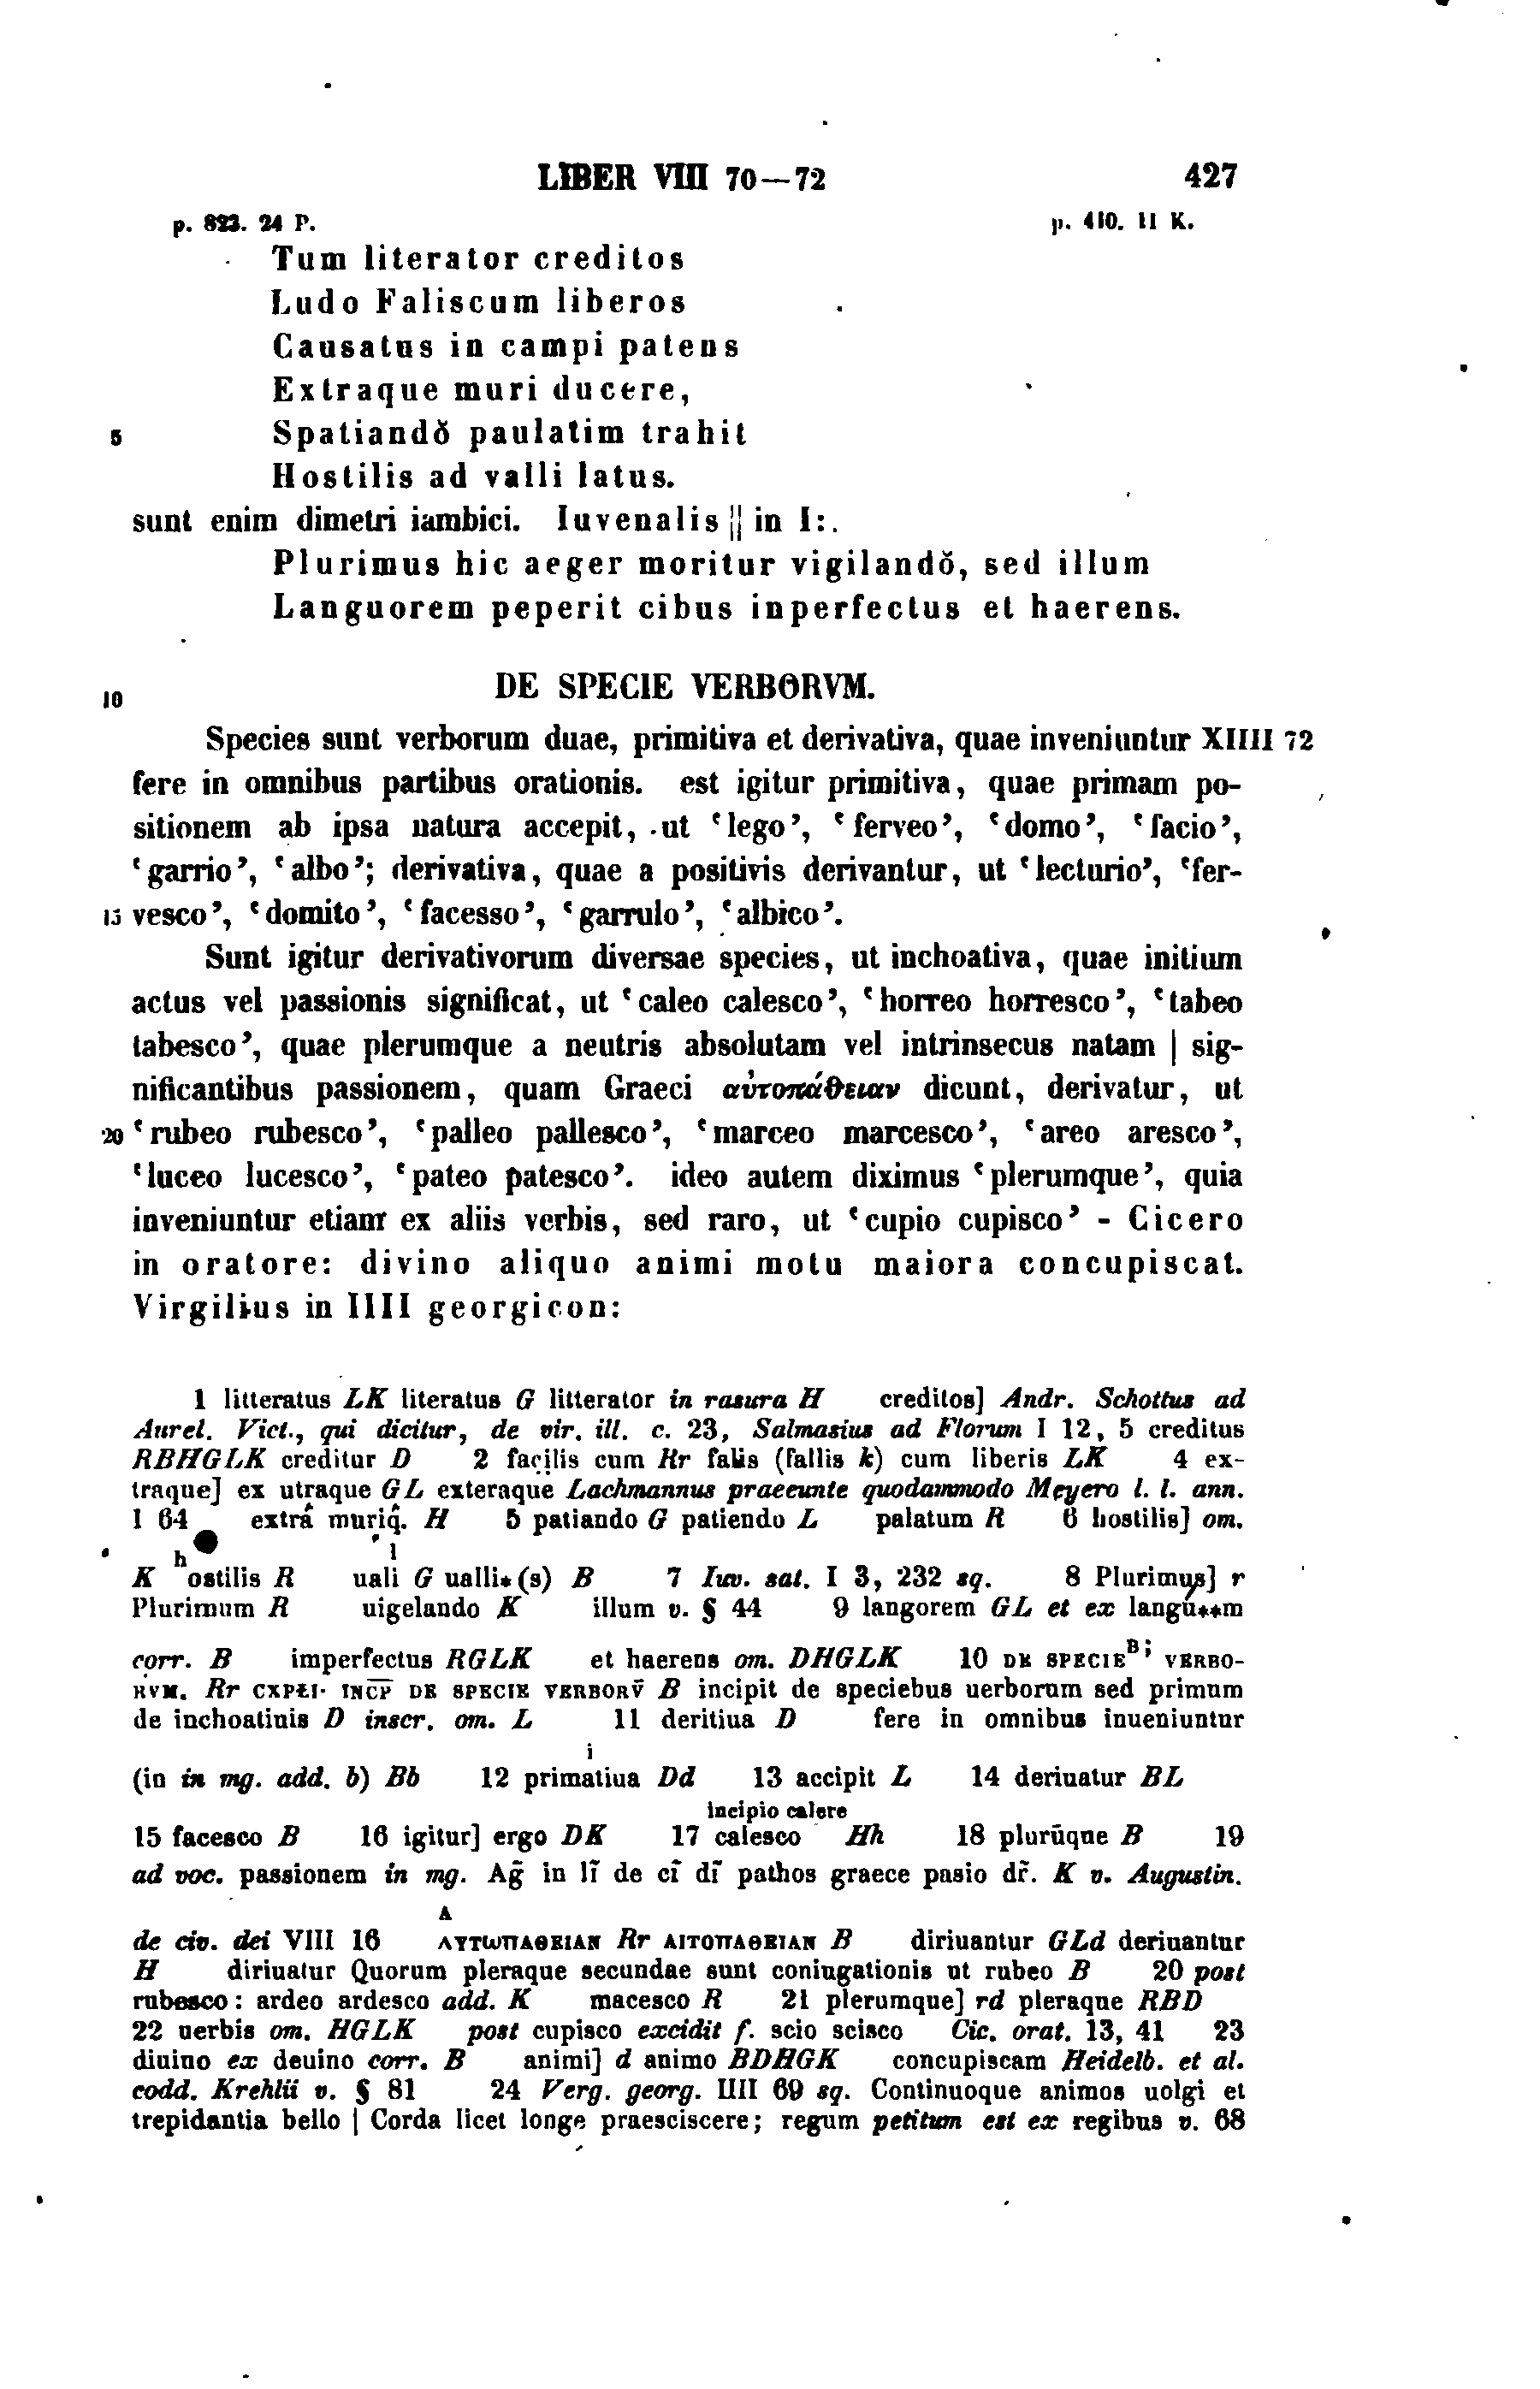 LIBER VIII 70—72 427
p. 823. 24 P. p. 410. 11 K.
Tum literator creditos
Ludo Faliscum liberos
Causatus in campi patens
Extraque muri ducere,
5 Spatiandŏ paulatim trahit
Hostilis ad valli latus.
sunt enim dimetri iambici. Iuvenalis || in I:.
Plurimus hic aeger moritur vigilandŏ, sed illum
Languorem peperit cibus inperfectus et haerens.
10 DE SPECIE VERBORVM.
Species sunt verborum duae, primitiva et derivativa, quae inveniuntur XIIII 72
fere in omnibus partibus orationis. est igitur primitiva, quae primam po-
sitionem ab ipsa natura accepit, ut ‘lego’, ‘ferveo’, ‘domo’, ‘facio’,
‘garrio’, ‘albo’; derivativa, quae a positivis derivantur, ut ‘lecturio’, ‘fer-
15 vesco’, ‘domito’, ‘facesso’, ‘garrulo’, ‘albico’.
Sunt igitur derivativorum diversae species, ut inchoativa, quae initium
actus vel passionis significat, ut ‘caleo calesco’, ‘horreo horresco’, ‘tabeo
tabesco’, quae plerumque a neutris absolutam vel intrinsecus natam | sig-
nificantibus passionem, quam Graeci αὐτοπάθειαν dicunt, derivatur, ut
20 ‘rubeo rubesco’, ‘palleo pallesco’, ‘marceo marcesco’, ‘areo aresco’,
‘luceo lucesco’, ‘pateo patesco’. ideo autem diximus ‘plerumque’, quia
inveniuntur etiam ex aliis verbis, sed raro, ut ‘cupio cupisco’ - Cicero
in oratore: divino aliquo animi motu maiora concupiscat.
Virgilius in IIII georgicon:
1 litteratus LK literatus G litterator in rasura H creditos] Andr. Schottus ad
Aurel. Vict., qui dicitur, de vir. ill. c. 23, Salmasius ad Florum I 12, 5 creditus
RBHGLK creditur D 2 facilis cum Rr falis (fallis k) cum liberis LK 4 ex-
traque] ex utraque GL exteraque Lachmannus praeeunte quodammodo Meyero l. l. ann.
1 64 extrâ muriq̂. H 5 patiando G patiendo L palatum R 6 hostilis] om.
h l
K ostilis R uali G ualli*(s) B 7 Iuv. sat. I 3, 232 sq. 8 Plurimus] r
Plurimum R uigelando K illum v. § 44 9 langorem GL et ex langu**m
corr. B imperfectus RGLK et haerens om. DHGLK 10 DE SPECIEB; VERBO-
RVM. Rr EXPLI· INCP DE SPECIE VERBORV̄ B incipit de speciebus uerborum sed primum
de inchoatiuis D inscr. om. L 11 deritiua D fere in omnibus inueniuntur
i
(in in mg. add. b) Bb 12 primatiua Dd 13 accipit L 14 deriuatur BL
incipio calere
15 facesco B 16 igitur] ergo DK 17 calesco Hh 18 plurūque B 19
ad voc. passionem in mg. Ag̃ in lĩ de cĩ dĩ pathos graece pasio dr̃. K v. Augustin.
A
de civ. dei VIII 16 ΛΥΤΩΠΑΘΕΙΑΝ Rr ΑΙΤΟΠΑΘΕΙΑΝ B diriuantur GLd deriuantur
H diriuatur Quorum pleraque secundae sunt coniugationis ut rubeo B 20 post
rubesco: ardeo ardesco add. K macesco R 21 plerumque] rd pleraque RBD
22 uerbis om. HGLK post cupisco excidit f. scio scisco Cic. orat. 13, 41 23
diuino ex deuino corr. B animi] d animo BDHGK concupiscam Heidelb. et al.
codd. Krehlii v. § 81 24 Verg. georg. IIII 69 sq. Continuoque animos uolgi et
trepidantia bello | Corda licet longe praesciscere; regum petitum est ex regibus v. 68